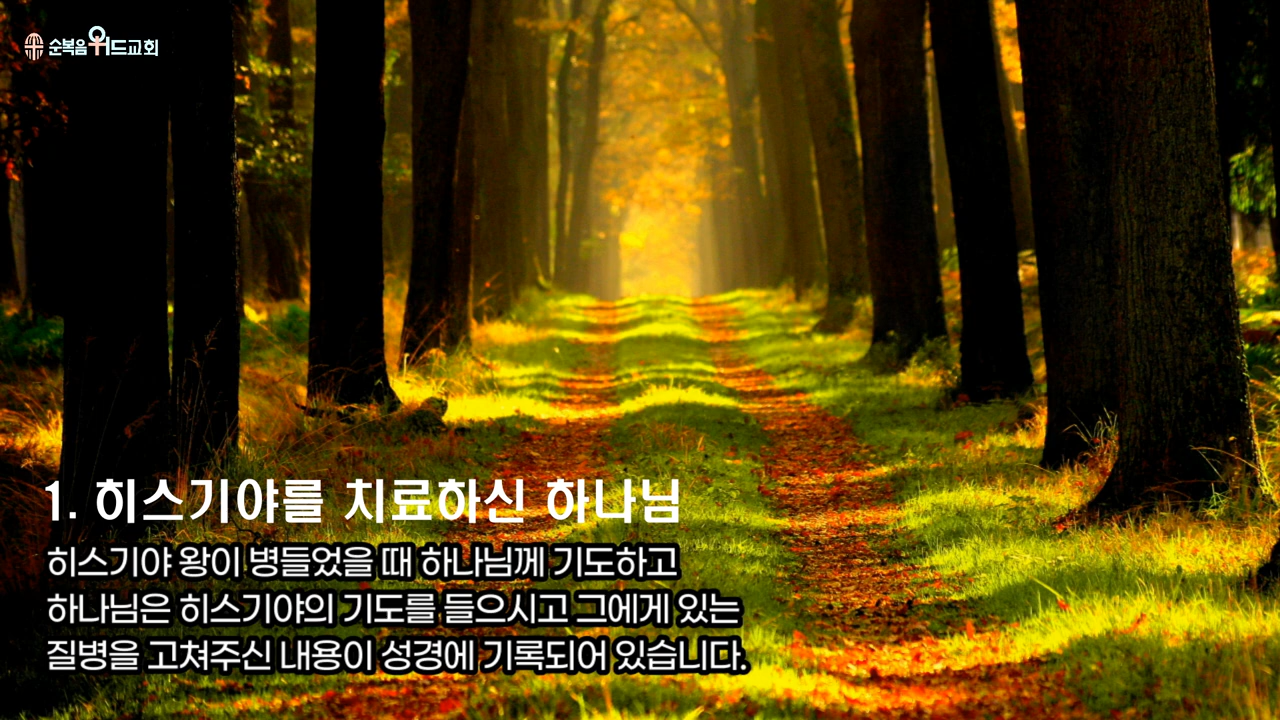 순복음위드교회
1. 히스기야를 치료하신 하나님
히스기야 왕이 병들었을 때 하나님께 기도하고
하나님은 히스기야의 기도를 들으시고 그에게 있는
질병을 고쳐주신 내용이 성경에 기록되어 있습니다.